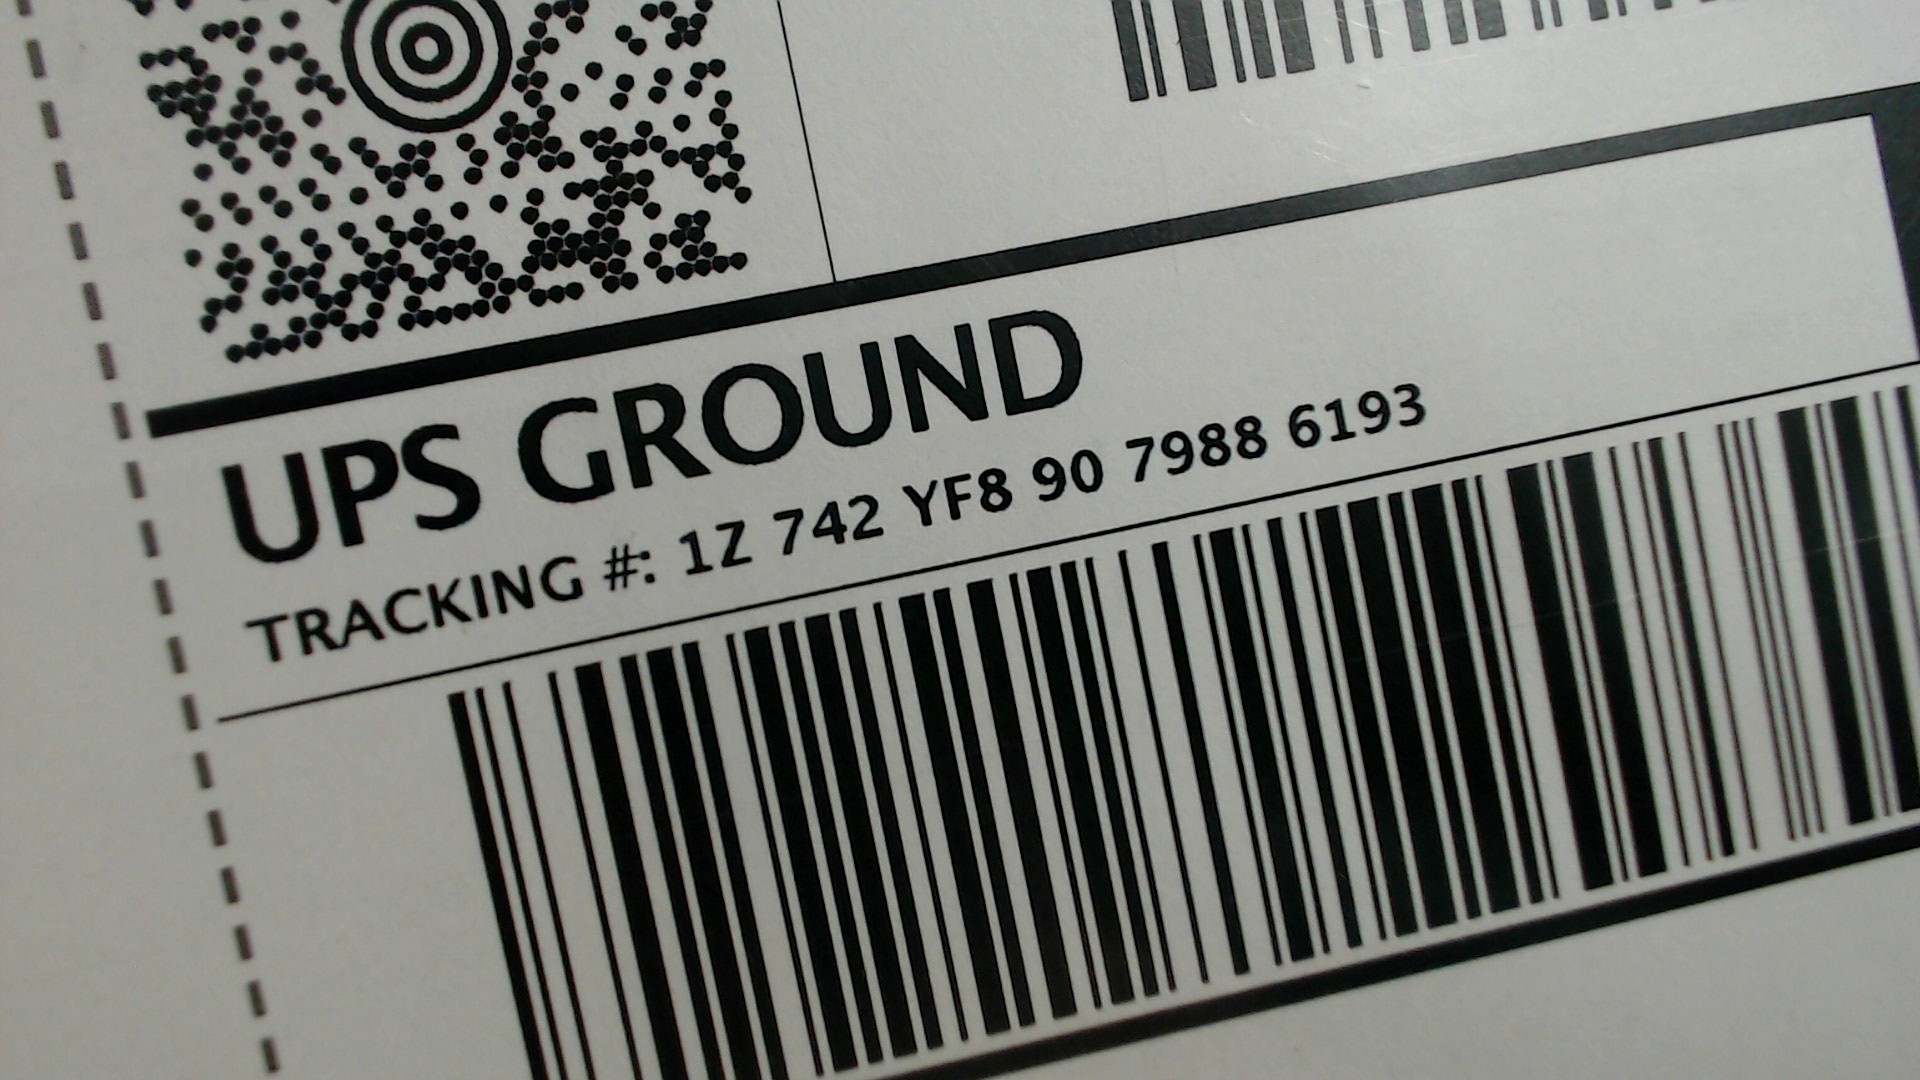 UPS GROUND
TRACKING #: 1Z 742 YF8 90 7988 6193